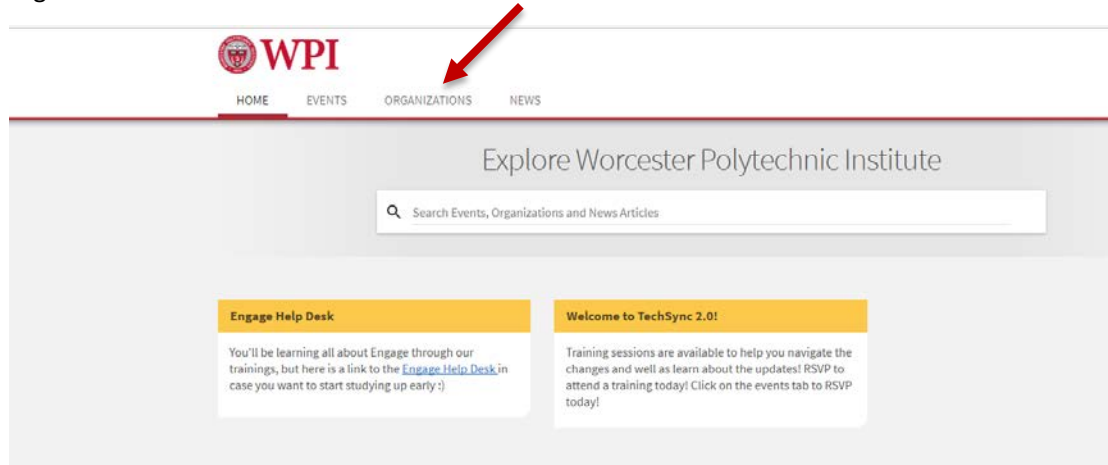 WPI
HOME EVENTS ORGANIZATIONS NEWS
Explore Worcester Polytechnic Institute
Search Events, Organizations and News Articles
Engage Help Desk
You'll be learning all about Engage through our
trainings, but here is a link to the Engage Help Desk in
case you want to start studying up early :)
Welcome to TechSync 2.0!
Training sessions are available to help you navigate the
changes and well as learn about the updates! RSVP to
attend a training today! Click on the events tab to RSVP
today!